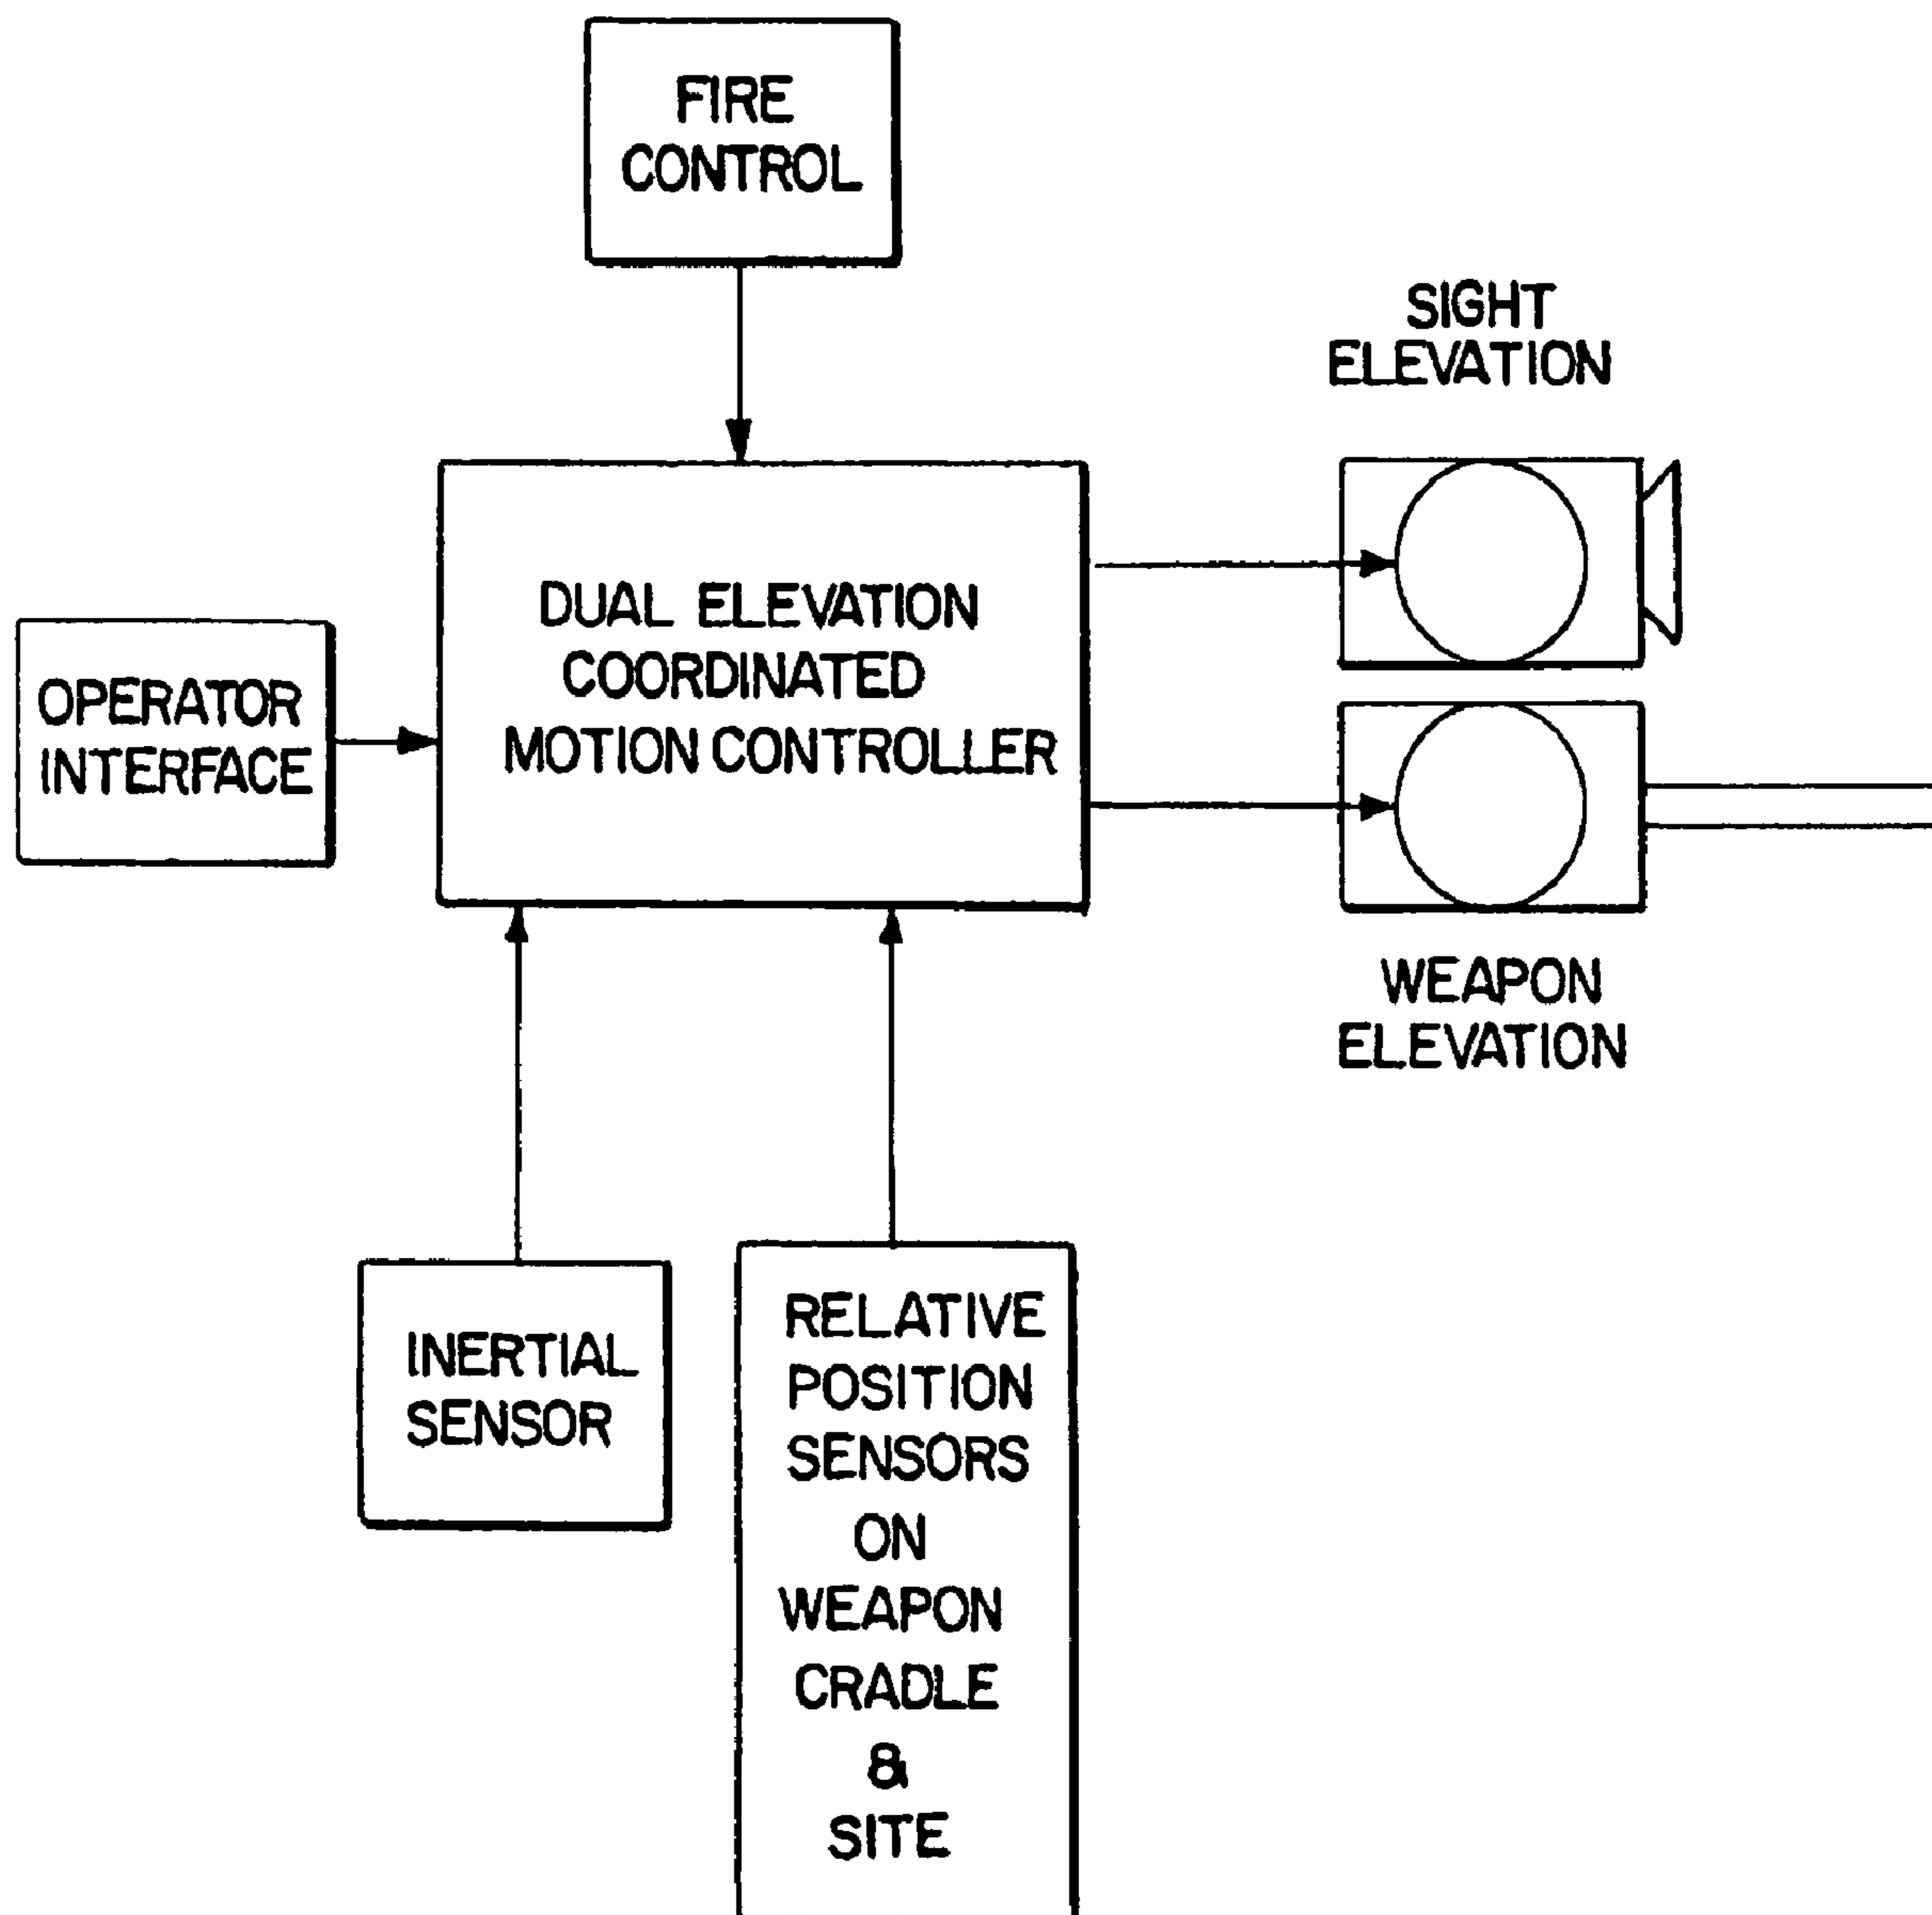 FIRE
CONTROL
SIGHT
ELEVATION
DUAL ELEVATION
COORDINATED
MOTION CONTROLLER
OPERATOR
INTERFACE
WEAPON
ELEVATION
INERTIAL
SENSOR
RELATIVE
POSITION
SENSORS
ON
WEAPON
CRADLE
&
SITE